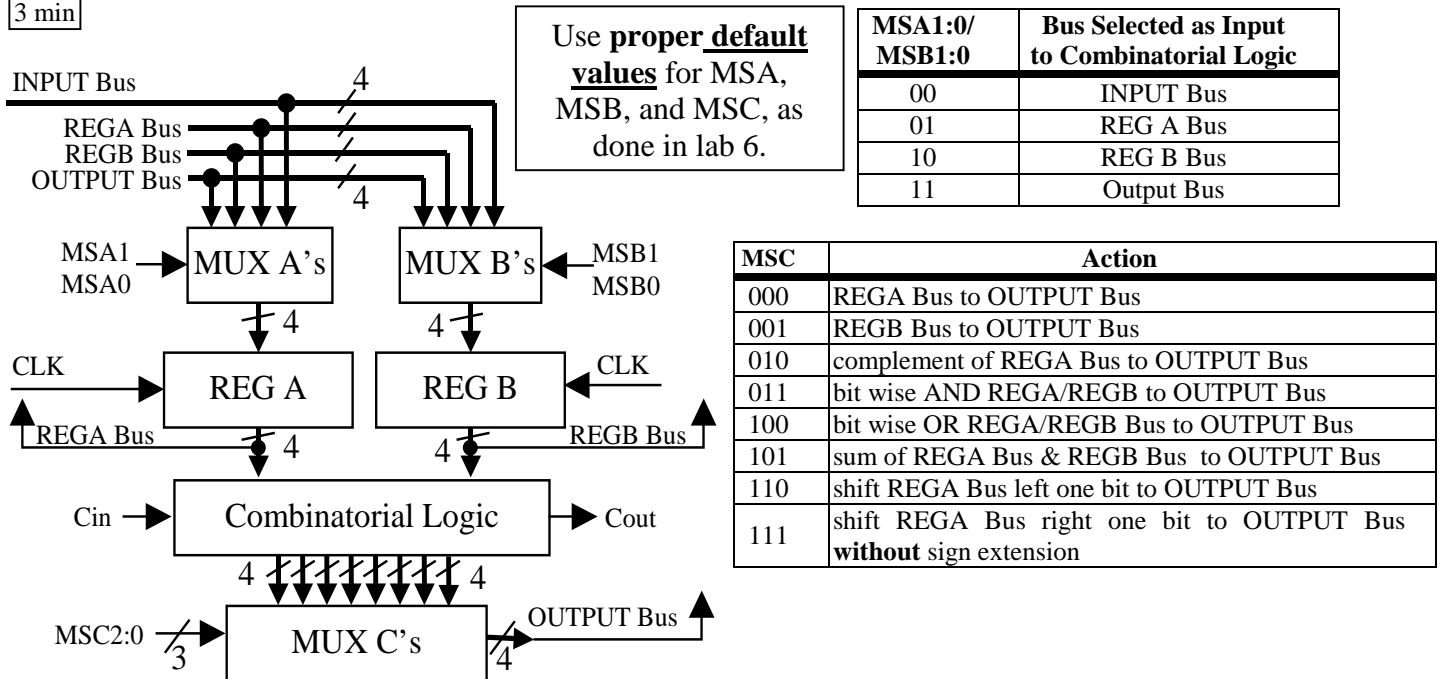 3 min
Use proper default
values for MSA,
MSB, and MSC, as
done in lab 6.
MSA1:0/ Bus Selected as Input
MSB1:0 to Combinatorial Logic
00 INPUT Bus
01 REG A Bus
10 REG B Bus
11 Output Bus
INPUT Bus 4
REGA Bus
REGB Bus
OUTPUT Bus 4
MSA1 MUX A's MUX B's MSB1
MSA0 MSB0
4 4
CLK REG A REG B CLK
REGA Bus 4 4 REGB Bus
Cin Combinatorial Logic Cout
4 4
MSC2:0 3 MUX C's 4 OUTPUT Bus
MSC Action
000 REGA Bus to OUTPUT Bus
001 REGB Bus to OUTPUT Bus
010 complement of REGA Bus to OUTPUT Bus
011 bit wise AND REGA/REGB to OUTPUT Bus
100 bit wise OR REGA/REGB Bus to OUTPUT Bus
101 sum of REGA Bus & REGB Bus to OUTPUT Bus
110 shift REGA Bus left one bit to OUTPUT Bus
111 shift REGA Bus right one bit to OUTPUT Bus
without sign extension